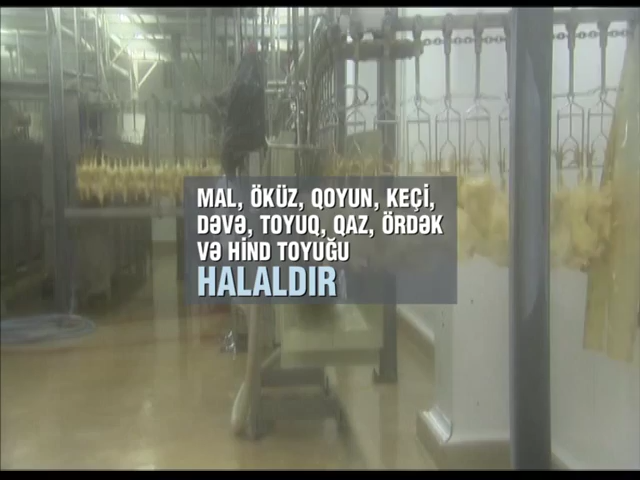 MAL, ÖKÜZ, QOYUN, KEÇİ,
DƏVƏ, TOYUQ, QAZ, ÖRDƏK
VƏ HİND TOYUĞU
HALALDIR